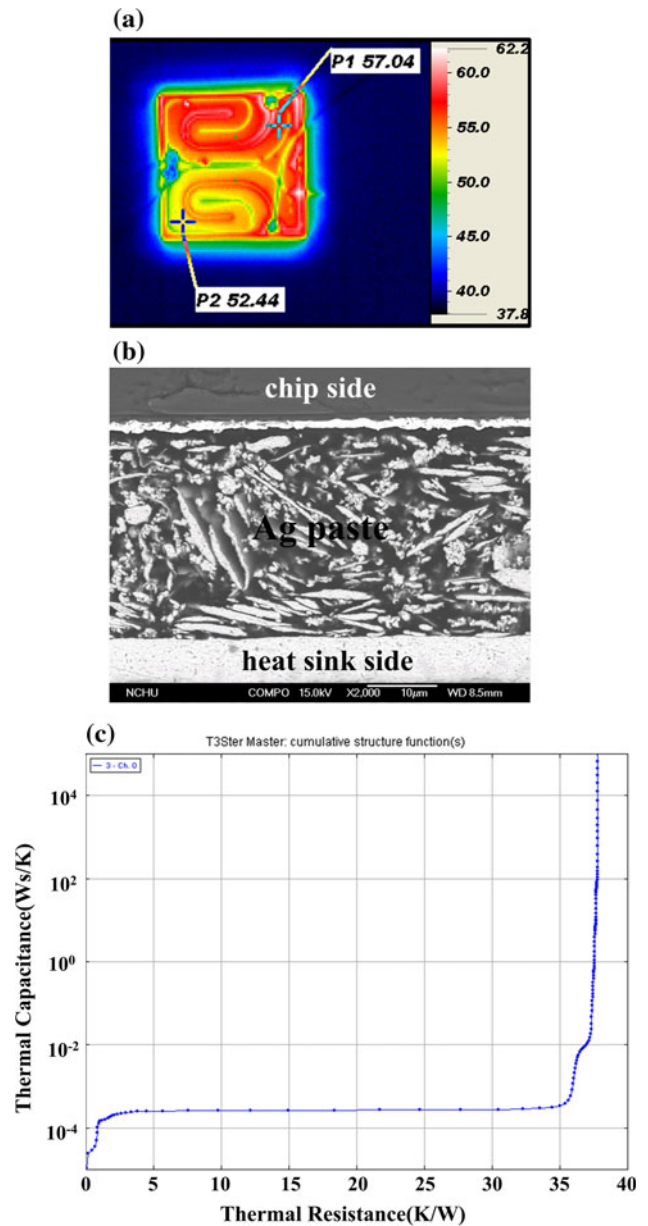 (a)
P1 57.04
P2 52.44
62.2
60.0
55.0
50.0
45.0
40.0
37.8
(b)
chip side
Ag paste
heat sink side
NCHU COMPO 15.0kV X2,000 10µm WD 8.5mm
(c)
T3Ster Master: cumulative structure function(s)
3 - Ch. 0
Thermal Capacitance(Ws/K)
10^4
10^2
10^0
10^-2
10^-4
0 5 10 15 20 25 30 35 40
Thermal Resistance(K/W)